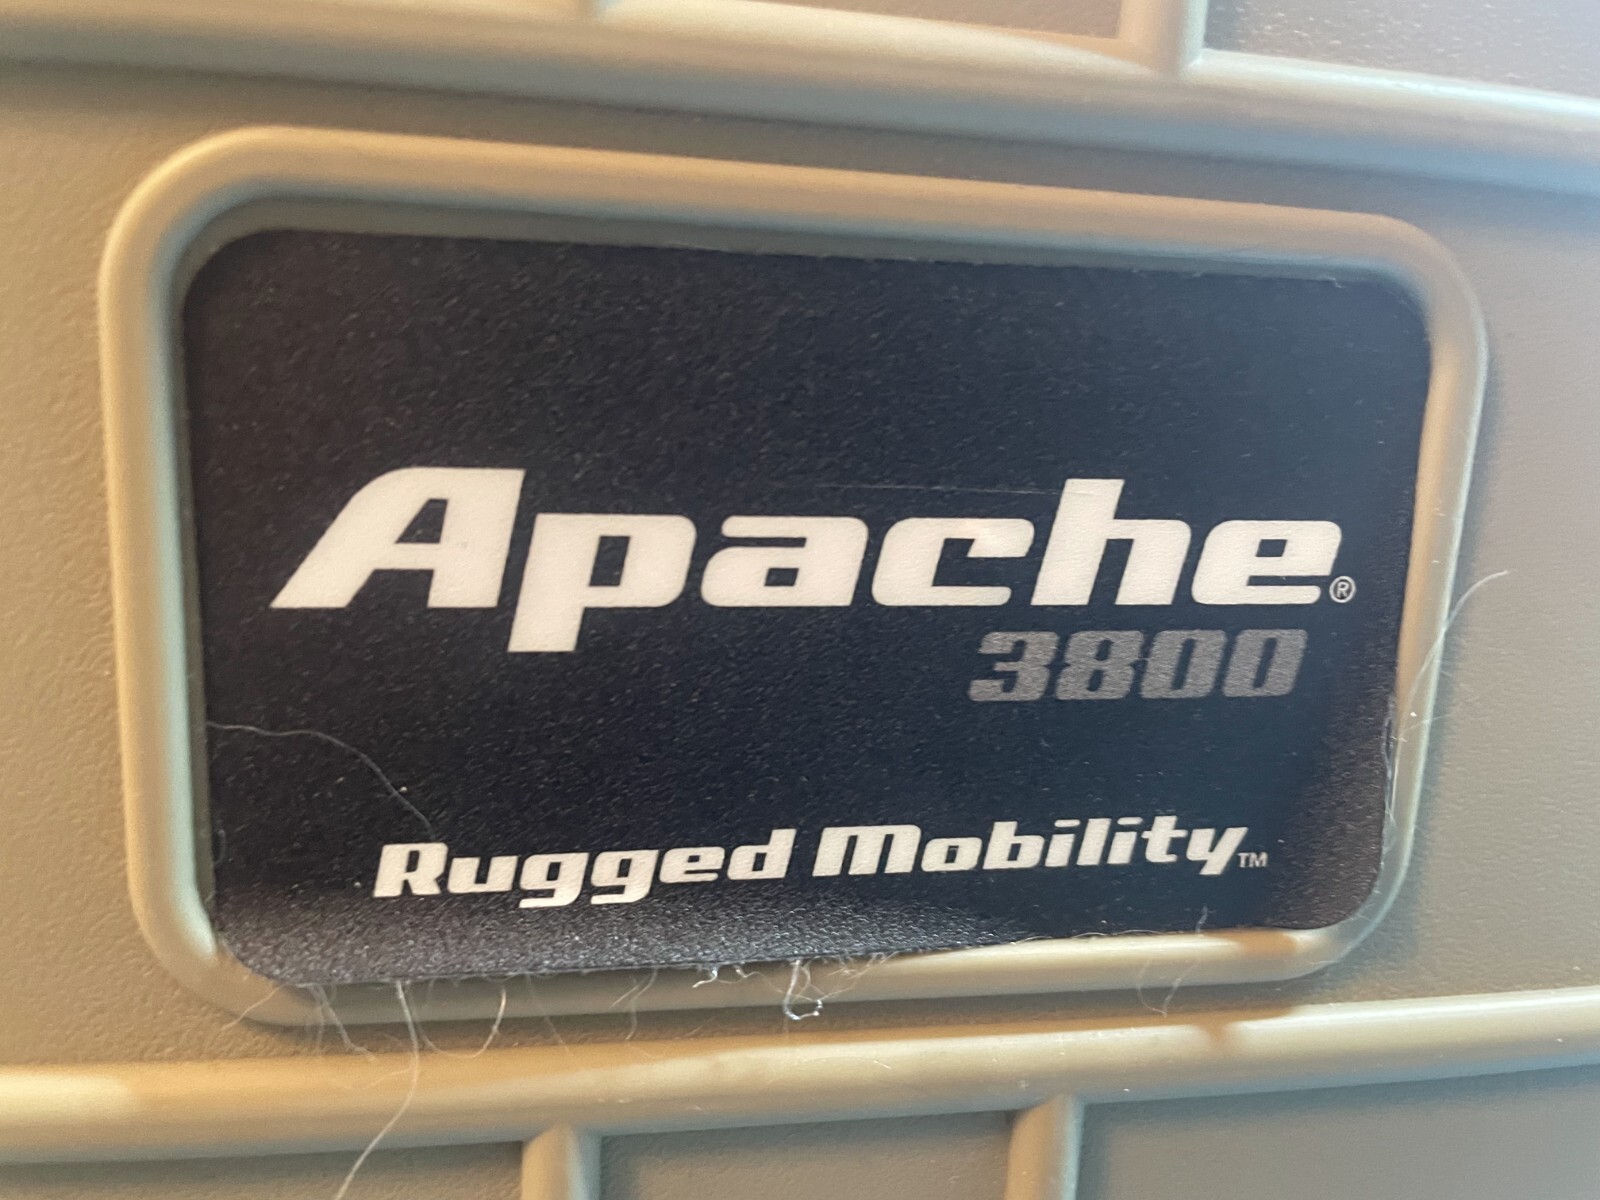 Apache®
3800
Rugged Mobility™